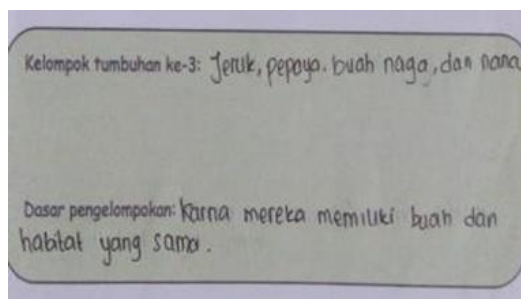 Kelompok tumbuhan ke-3: Jeruk, pepaya. buah naga, dan nana
Dasar pengelompokan: Karna mereka memiliki buah dan
habitat yang sama.